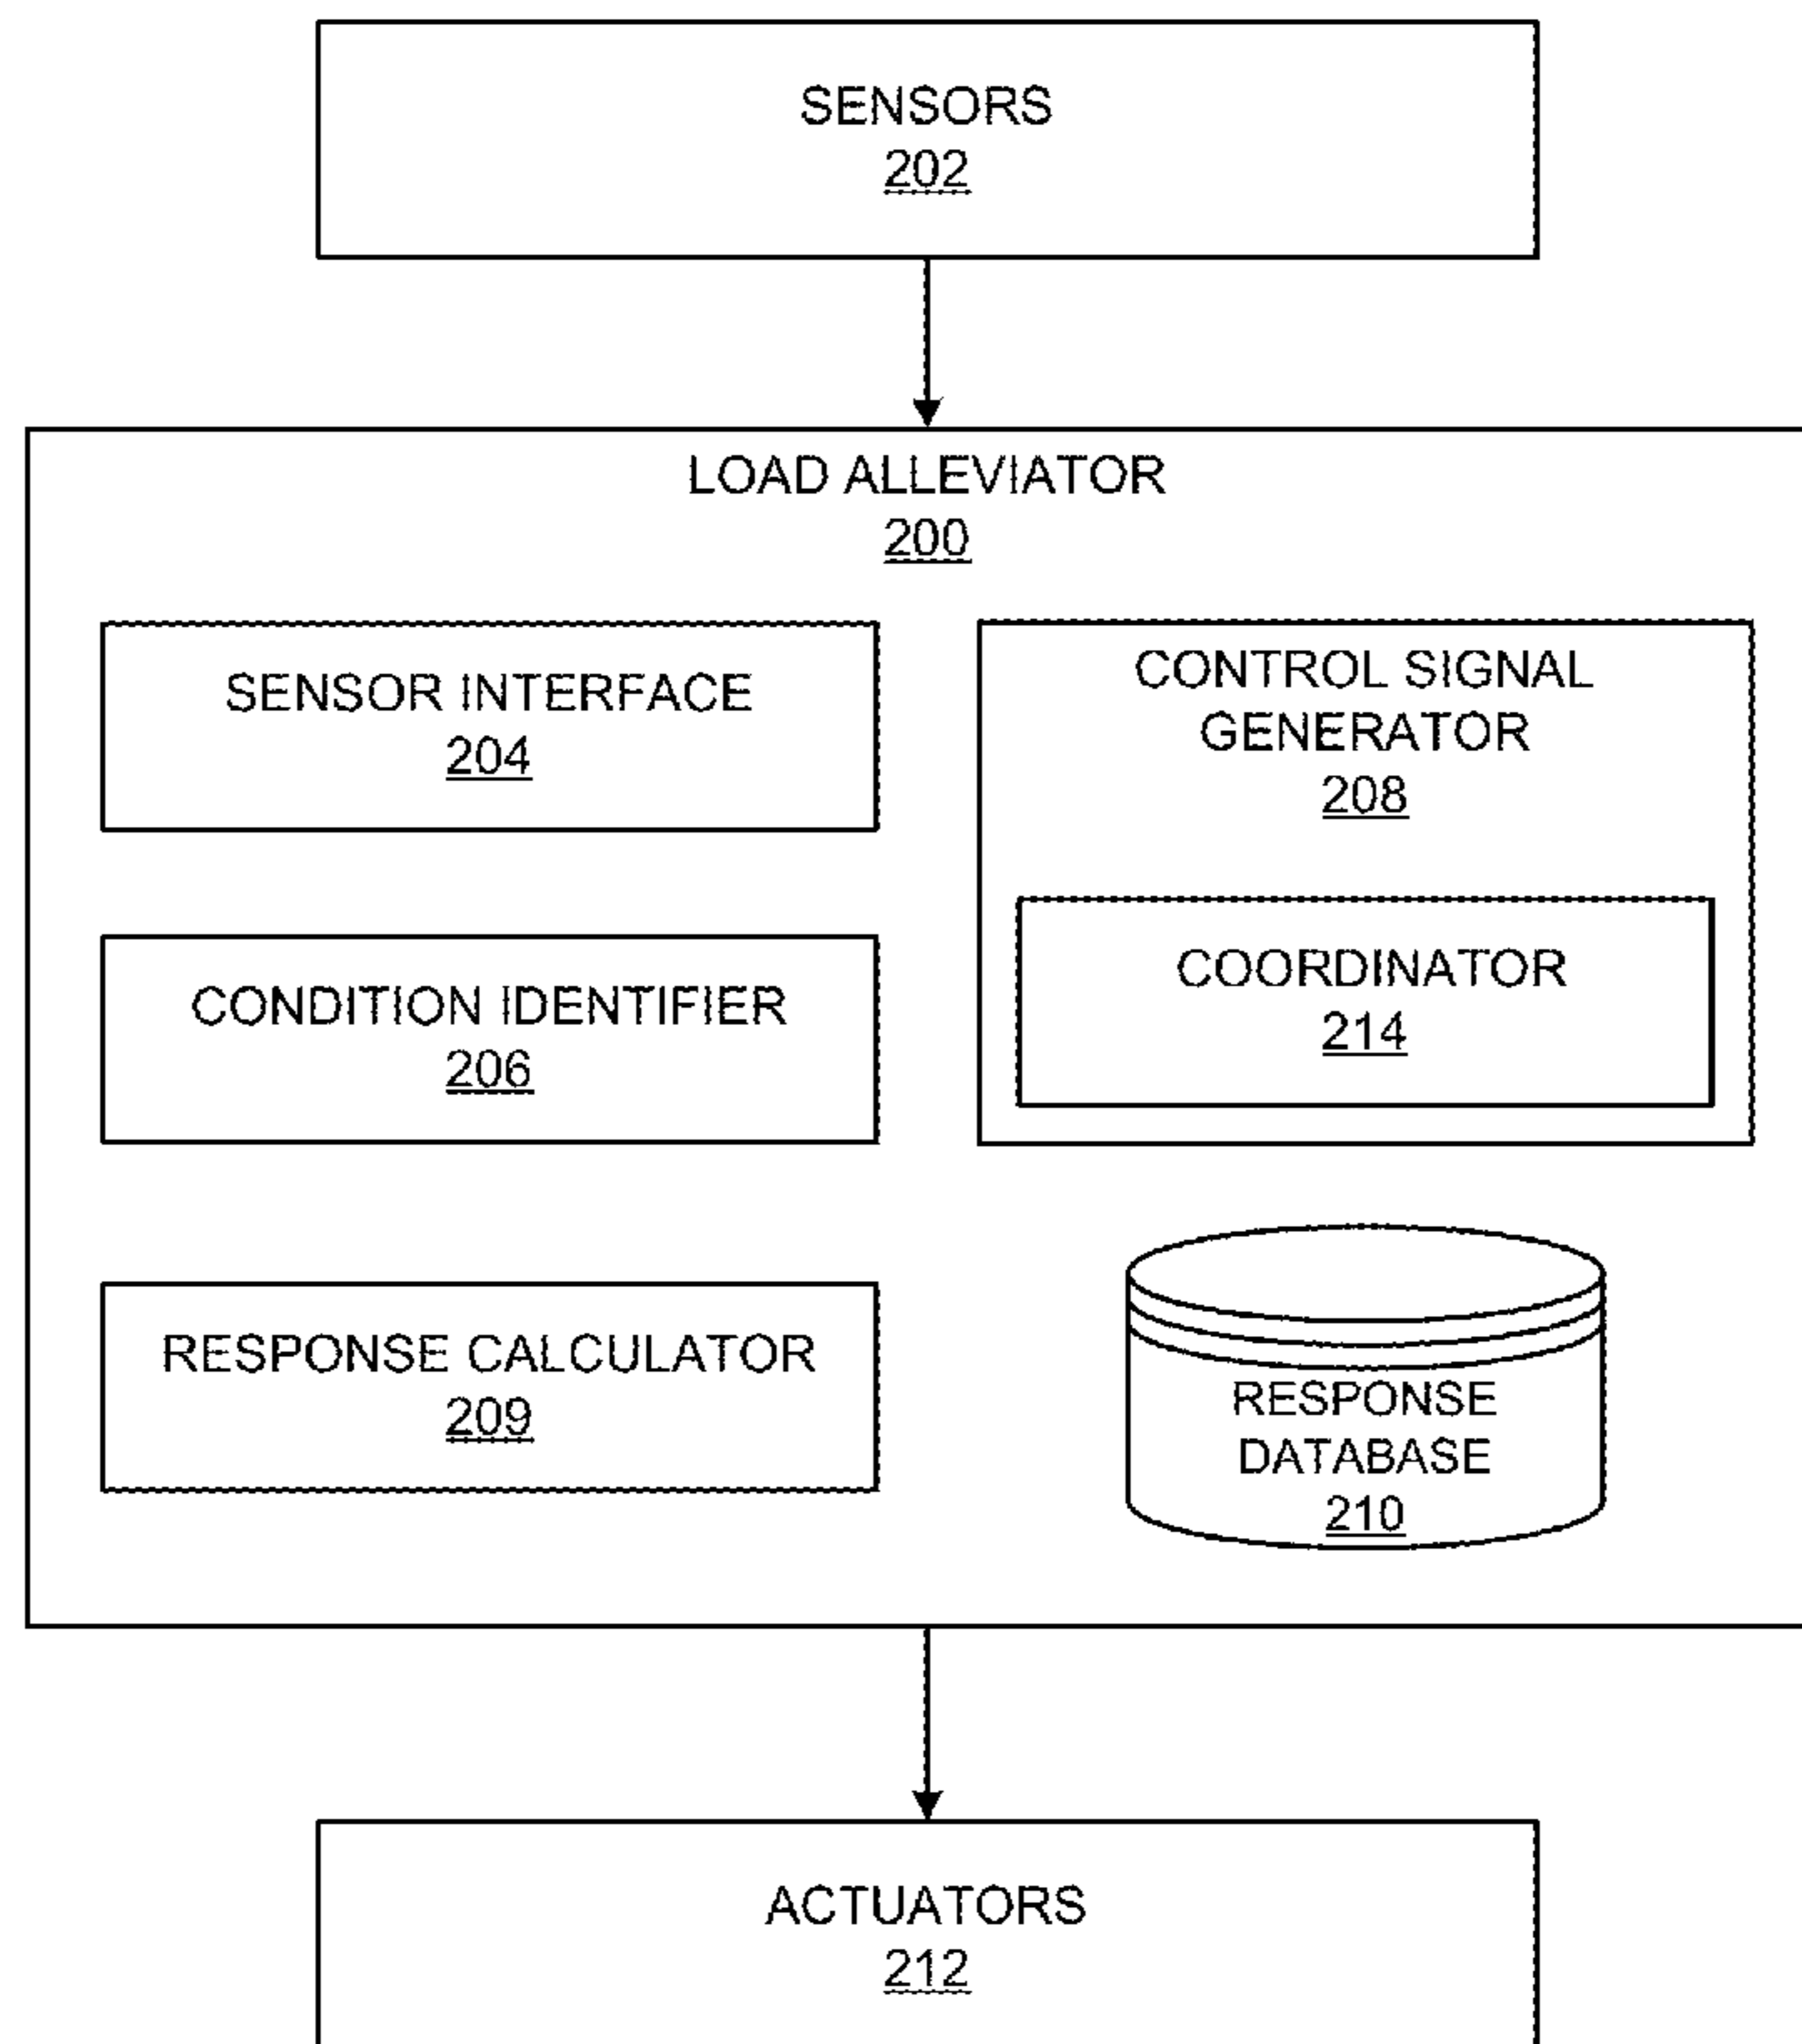 SENSORS
202
LOAD ALLEVIATOR
200
SENSOR INTERFACE
204
CONTROL SIGNAL
GENERATOR
208
COORDINATOR
214
CONDITION IDENTIFIER
206
RESPONSE CALCULATOR
209
RESPONSE
DATABASE
210
ACTUATORS
212